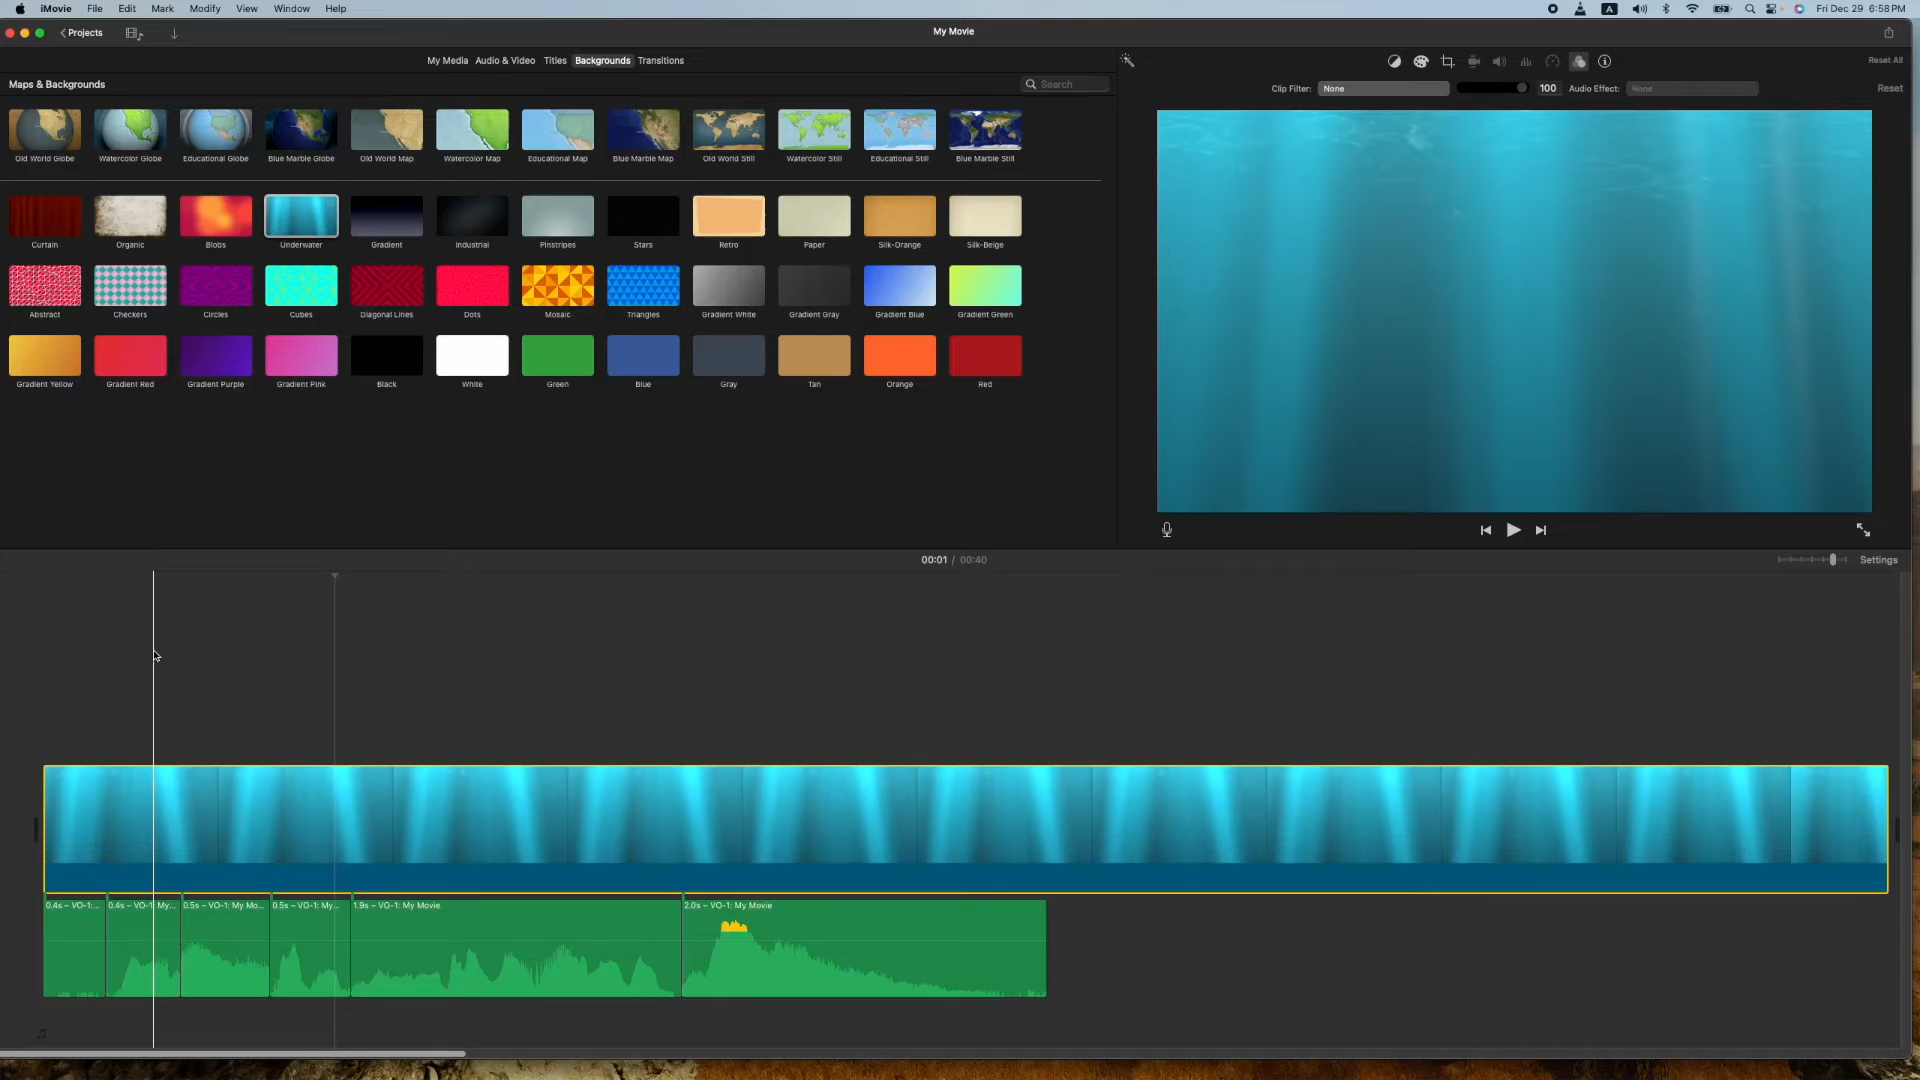 iMovie File Edit Mark Modify View Window Help
A
Fri Dec 29 6:58 PM
Projects
My Movie
My Media Audio & Video Titles Backgrounds Transitions
Reset All
Maps & Backgrounds
Search
Clip Filter: None 100 Audio Effect: None Reset
Old World Globe Watercolor Globe Educational Globe Blue Marble Globe Old World Map Watercolor Map Educational Map Blue Marble Map Old World Still Watercolor Still Educational Still Blue Marble Still
Curtain Organic Blobs Underwater Gradient Industrial Pinstripes Stars Retro Paper Silk-Orange Silk-Beige
Abstract Checkers Circles Cubes Diagonal Lines Dots Mosaic Triangles Gradient White Gradient Gray Gradient Blue Gradient Green
Gradient Yellow Gradient Red Gradient Purple Gradient Pink Black White Green Blue Gray Tan Orange Red
00:01 / 00:40
Settings
0.4s – VO-1:... 0.4s – VO-1: My... 0.5s – VO-1: My Mo... 0.5s – VO-1: My... 1.9s – VO-1: My Movie 2.0s – VO-1: My Movie